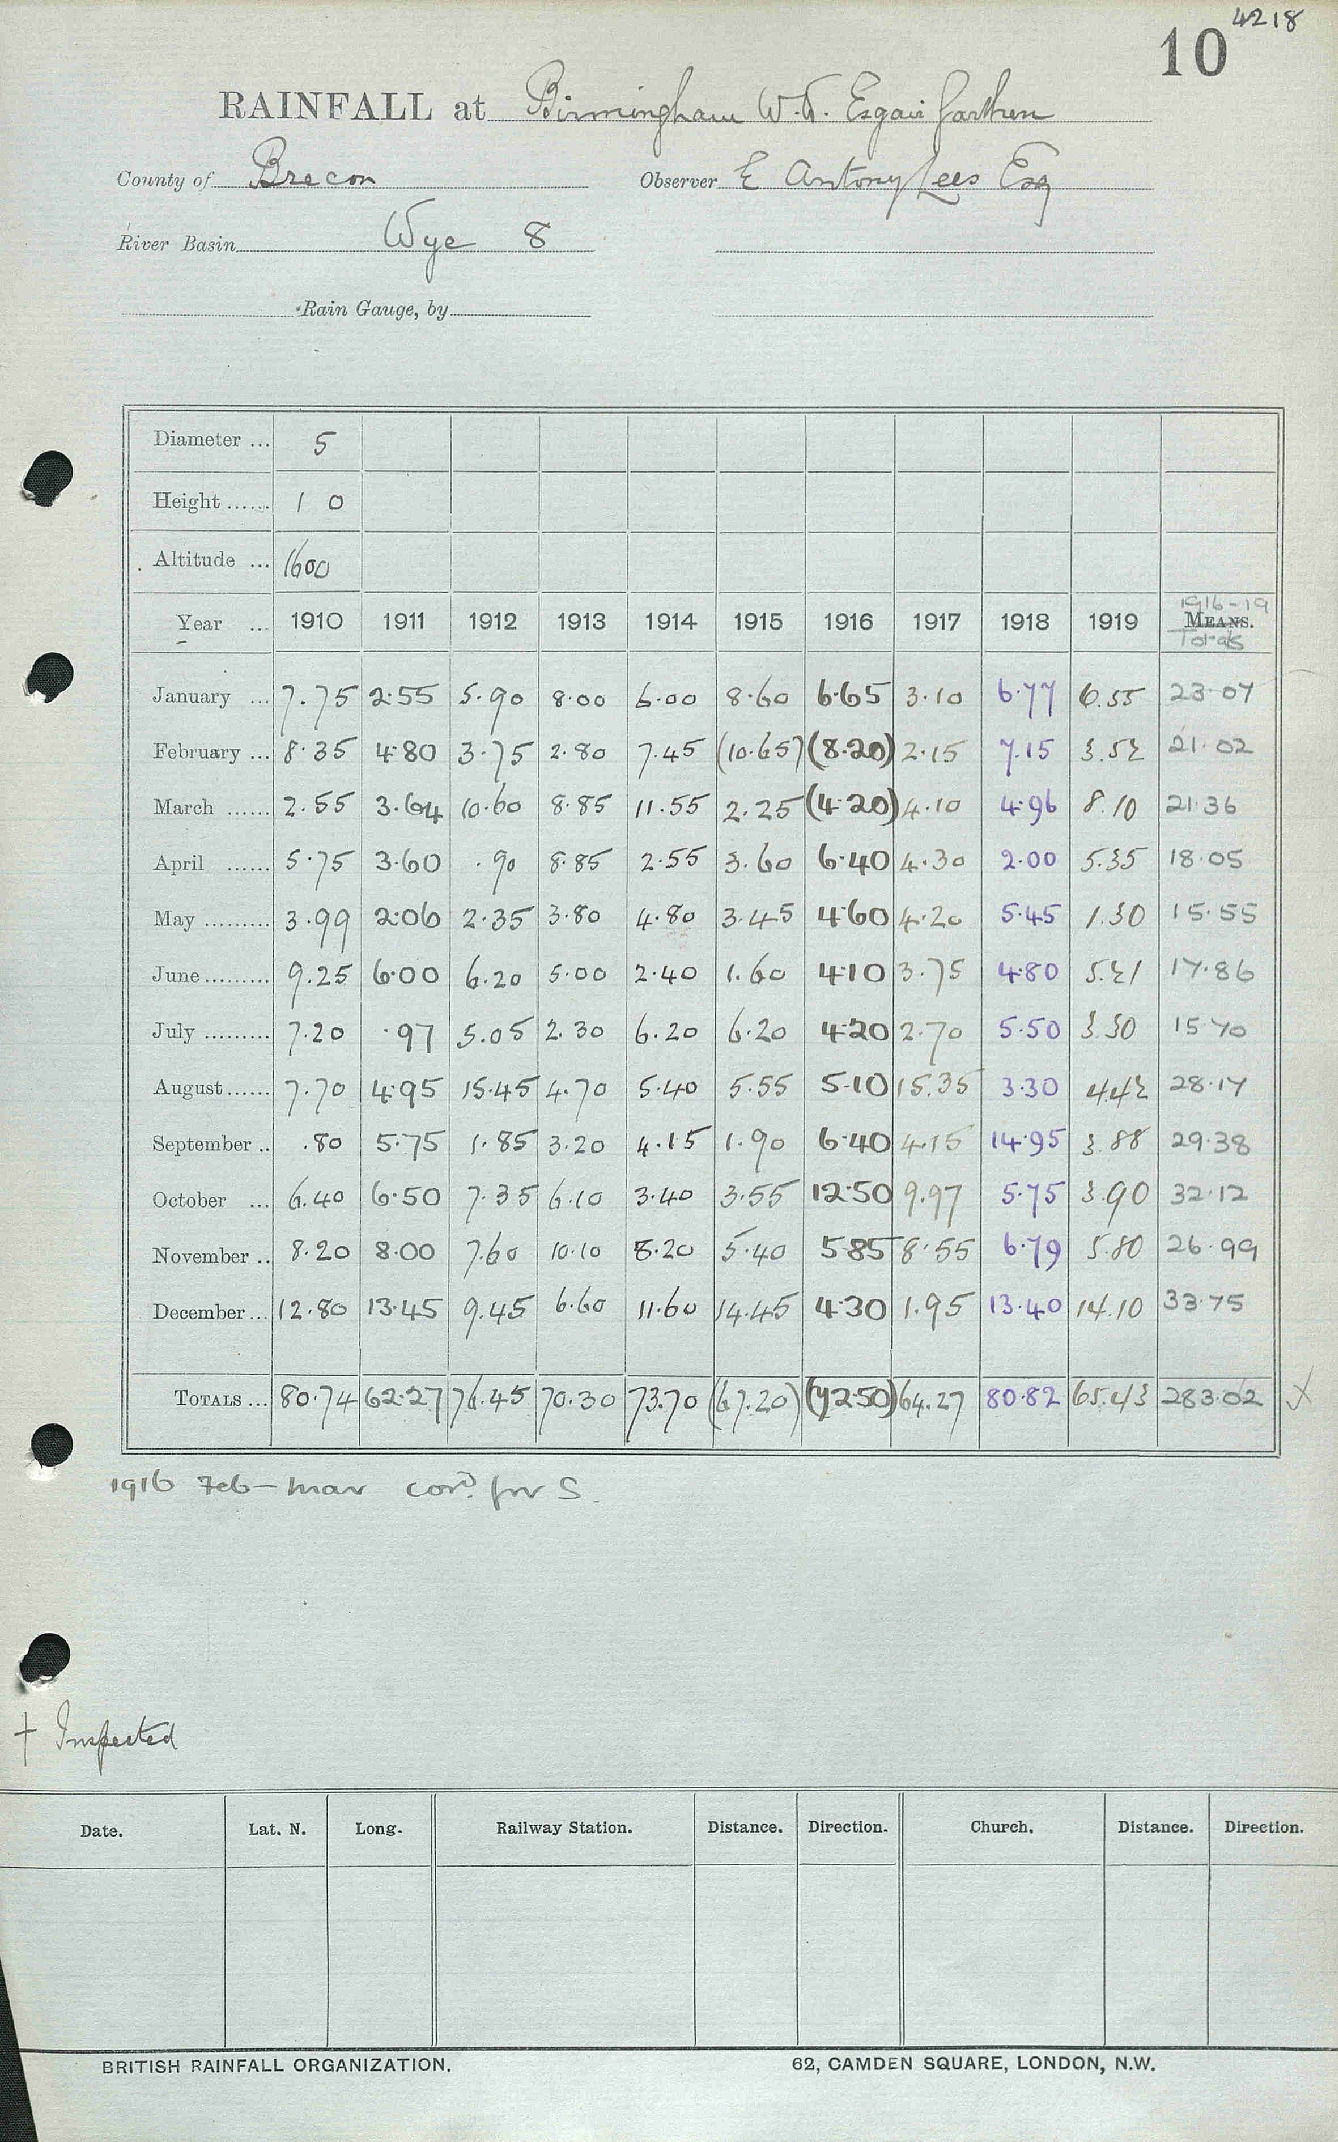 4218
10
RAINFALL at Birmingham W.W. Esgair Garthen
County of Brecon Observer E Antony Lees Esq
River Basin Wye 8
Rain Gauge, by
Diameter ... 5
Height ...... 10
Altitude ... 1600
1916-19
Year ... 1910 1911 1912 1913 1914 1915 1916 1917 1918 1919 MEANS.
Totals
January ... 7.75 2.55 5.90 8.00 6.00 8.60 6.65 3.10 6.77 6.55 23.07
February ... 8.35 4.80 3.75 2.80 7.45 (10.65) (8.20) 2.15 7.15 3.52 21.02
March ...... 2.55 3.64 10.60 8.85 11.55 2.25 (4.20) 4.10 4.96 8.10 21.36
April ...... 5.75 3.60 .90 8.85 2.55 3.60 6.40 4.30 2.00 5.35 18.05
May ......... 3.99 2.06 2.35 3.80 4.80 3.45 4.60 4.20 5.45 1.30 15.55
June ......... 9.25 6.00 6.20 5.00 2.40 1.60 4.10 3.75 4.80 5.21 17.86
July ......... 7.20 .97 5.05 2.30 6.20 6.20 4.20 2.70 5.50 3.30 15.70
August ...... 7.70 4.95 15.45 4.70 5.40 5.55 5.10 15.35 3.30 4.42 28.17
September .. .80 5.75 1.85 3.20 4.15 1.90 6.40 4.15 14.95 3.88 29.38
October ... 6.40 6.50 7.35 6.10 3.40 3.55 12.50 9.97 5.75 3.90 32.12
November .. 8.20 8.00 7.60 10.10 8.20 5.40 5.85 8.55 6.79 5.80 26.99
December ... 12.80 13.45 9.45 6.60 11.60 14.45 4.30 1.95 13.40 14.10 33.75
TOTALS ... 80.74 62.27 76.45 70.30 73.70 (67.20) (72.50) 64.27 80.82 65.43 283.02 X
1916 Feb - Mar cord. for S.
† Inspected
Date. Lat. N. Long. Railway Station. Distance. Direction. Church. Distance. Direction.
BRITISH RAINFALL ORGANIZATION. 62, CAMDEN SQUARE, LONDON, N.W.